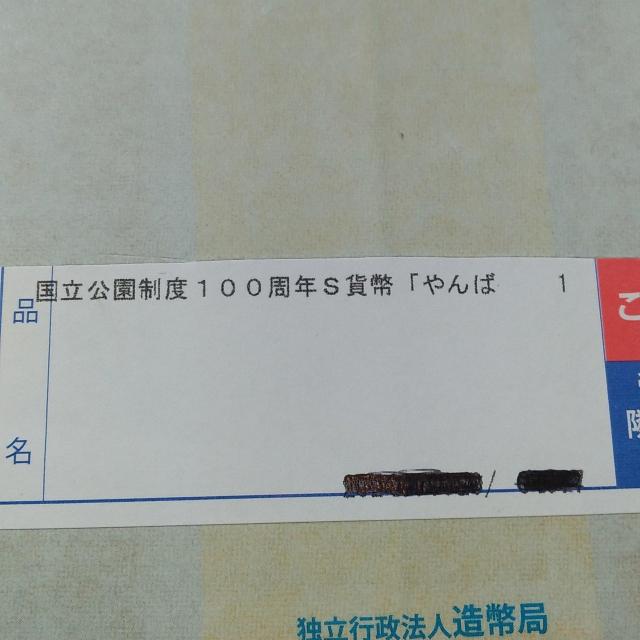 国立公園制度１００周年Ｓ貨幣「やんば　　１
品
名
独立行政法人造幣局